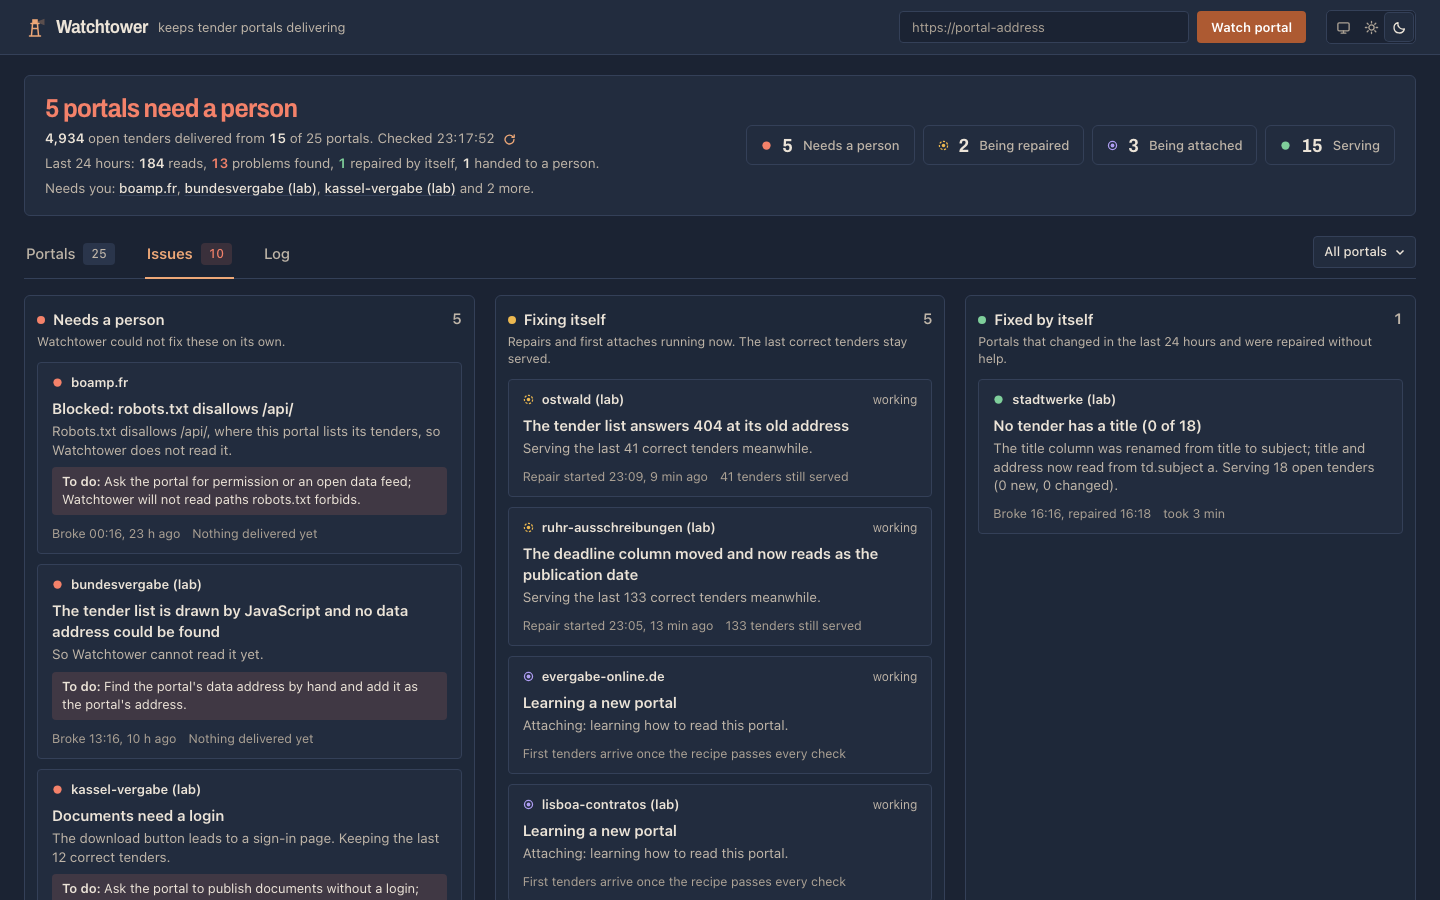 Watchtower keeps tender portals delivering
https://portal-address
Watch portal
5 portals need a person
4,934 open tenders delivered from 15 of 25 portals. Checked 23:17:52
Last 24 hours: 184 reads, 13 problems found, 1 repaired by itself, 1 handed to a person.
Needs you: boamp.fr, bundesvergabe (lab), kassel-vergabe (lab) and 2 more.
5 Needs a person
2 Being repaired
3 Being attached
15 Serving
Portals 25
Issues 10
Log
All portals
Needs a person 5
Watchtower could not fix these on its own.
boamp.fr
Blocked: robots.txt disallows /api/
Robots.txt disallows /api/, where this portal lists its tenders, so
Watchtower does not read it.
To do: Ask the portal for permission or an open data feed;
Watchtower will not read paths robots.txt forbids.
Broke 00:16, 23 h ago Nothing delivered yet
bundesvergabe (lab)
The tender list is drawn by JavaScript and no data
address could be found
So Watchtower cannot read it yet.
To do: Find the portal's data address by hand and add it as
the portal's address.
Broke 13:16, 10 h ago Nothing delivered yet
kassel-vergabe (lab)
Documents need a login
The download button leads to a sign-in page. Keeping the last
12 correct tenders.
To do: Ask the portal to publish documents without a login;
Fixing itself 5
Repairs and first attaches running now. The last correct tenders stay
served.
ostwald (lab) working
The tender list answers 404 at its old address
Serving the last 41 correct tenders meanwhile.
Repair started 23:09, 9 min ago 41 tenders still served
ruhr-ausschreibungen (lab) working
The deadline column moved and now reads as the
publication date
Serving the last 133 correct tenders meanwhile.
Repair started 23:05, 13 min ago 133 tenders still served
evergabe-online.de working
Learning a new portal
Attaching: learning how to read this portal.
First tenders arrive once the recipe passes every check
lisboa-contratos (lab) working
Learning a new portal
Attaching: learning how to read this portal.
First tenders arrive once the recipe passes every check
Fixed by itself 1
Portals that changed in the last 24 hours and were repaired without
help.
stadtwerke (lab)
No tender has a title (0 of 18)
The title column was renamed from title to subject; title and
address now read from td.subject a. Serving 18 open tenders
(0 new, 0 changed).
Broke 16:16, repaired 16:18 took 3 min